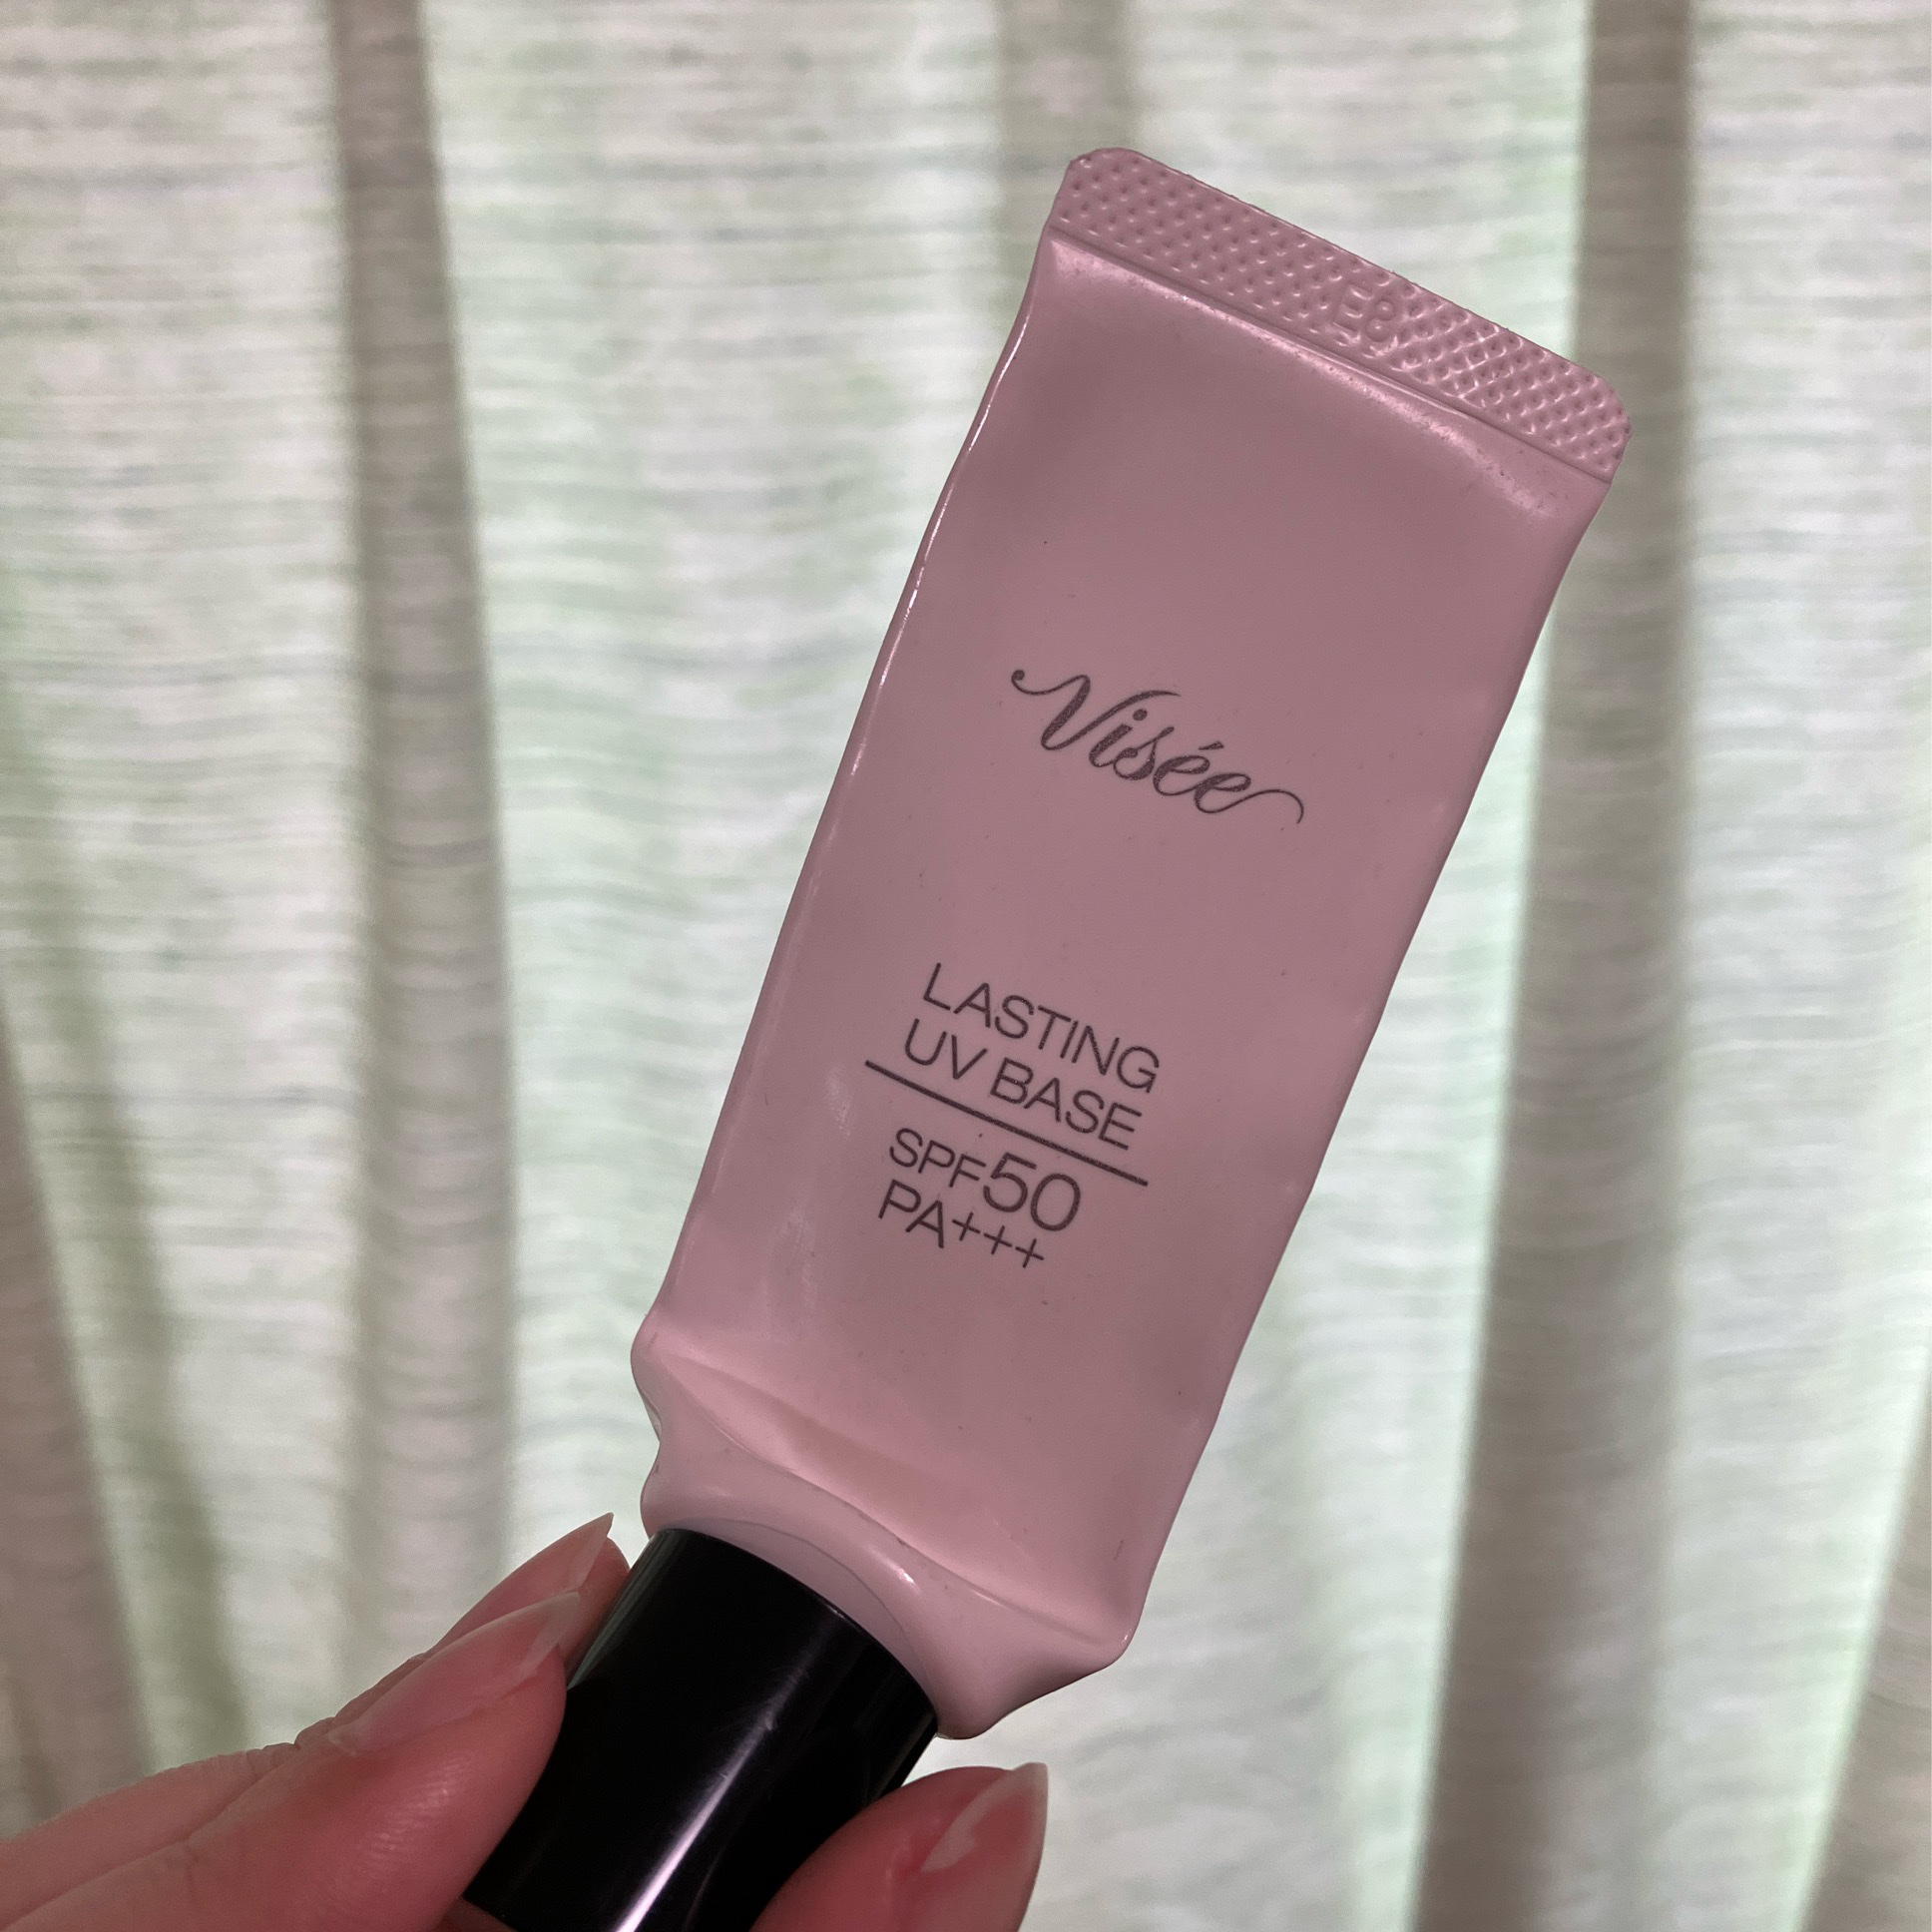 Visée
LASTING
UV BASE
SPF50
PA+++